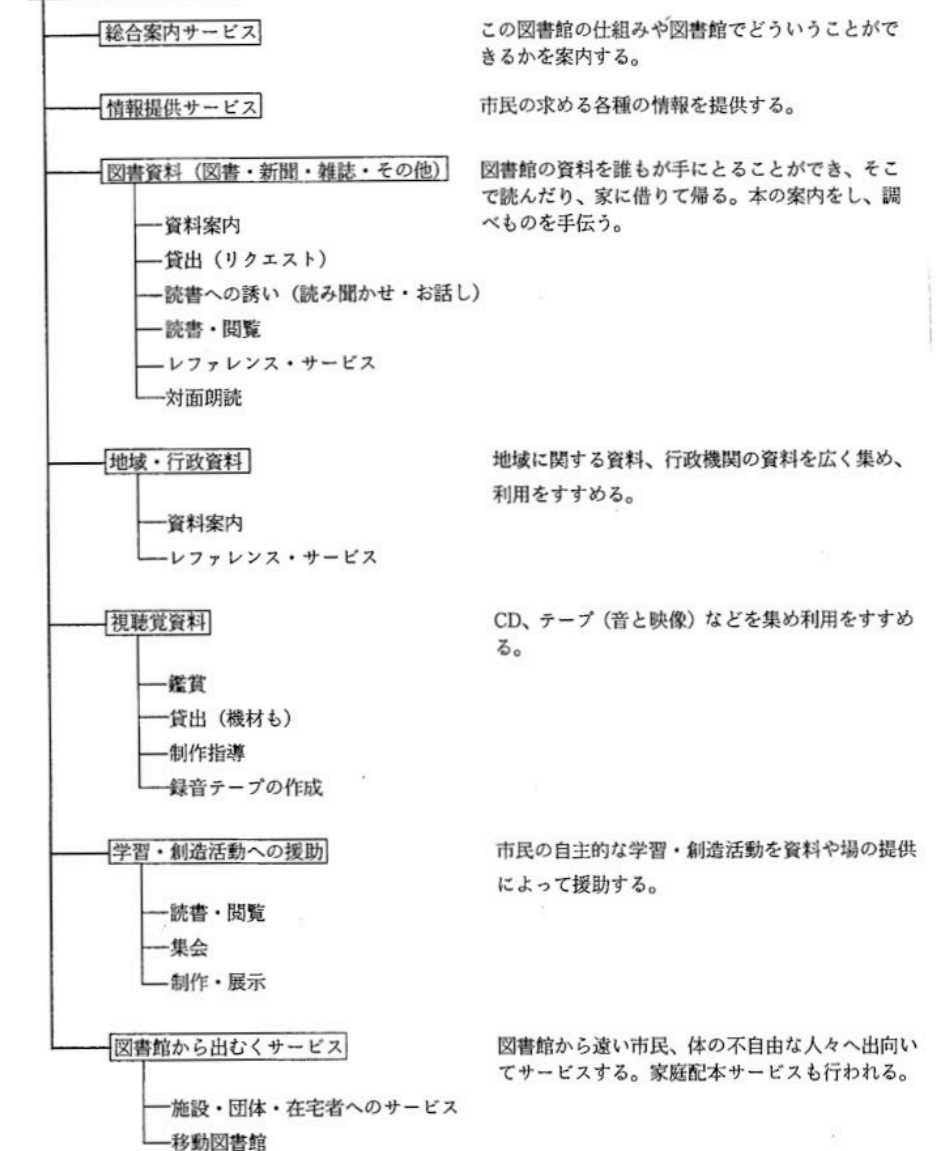 総合案内サービス
この図書館の仕組みや図書館でどういうことがで
きるかを案内する。
情報提供サービス
市民の求める各種の情報を提供する。
図書資料（図書・新聞・雑誌・その他）
図書館の資料を誰もが手にとることができ、そこ
で読んだり、家に借りて帰る。本の案内をし、調
べものを手伝う。
資料案内
貸出（リクエスト）
読書への誘い（読み聞かせ・お話し）
読書・閲覧
レファレンス・サービス
対面朗読
地域・行政資料
地域に関する資料、行政機関の資料を広く集め、
利用をすすめる。
資料案内
レファレンス・サービス
視聴覚資料
CD、テープ（音と映像）などを集め利用をすすめ
る。
鑑賞
貸出（機材も）
制作指導
録音テープの作成
学習・創造活動への援助
市民の自主的な学習・創造活動を資料や場の提供
によって援助する。
読書・閲覧
集会
制作・展示
図書館から出むくサービス
図書館から遠い市民、体の不自由な人々へ出向い
てサービスする。家庭配本サービスも行われる。
施設・団体・在宅者へのサービス
移動図書館